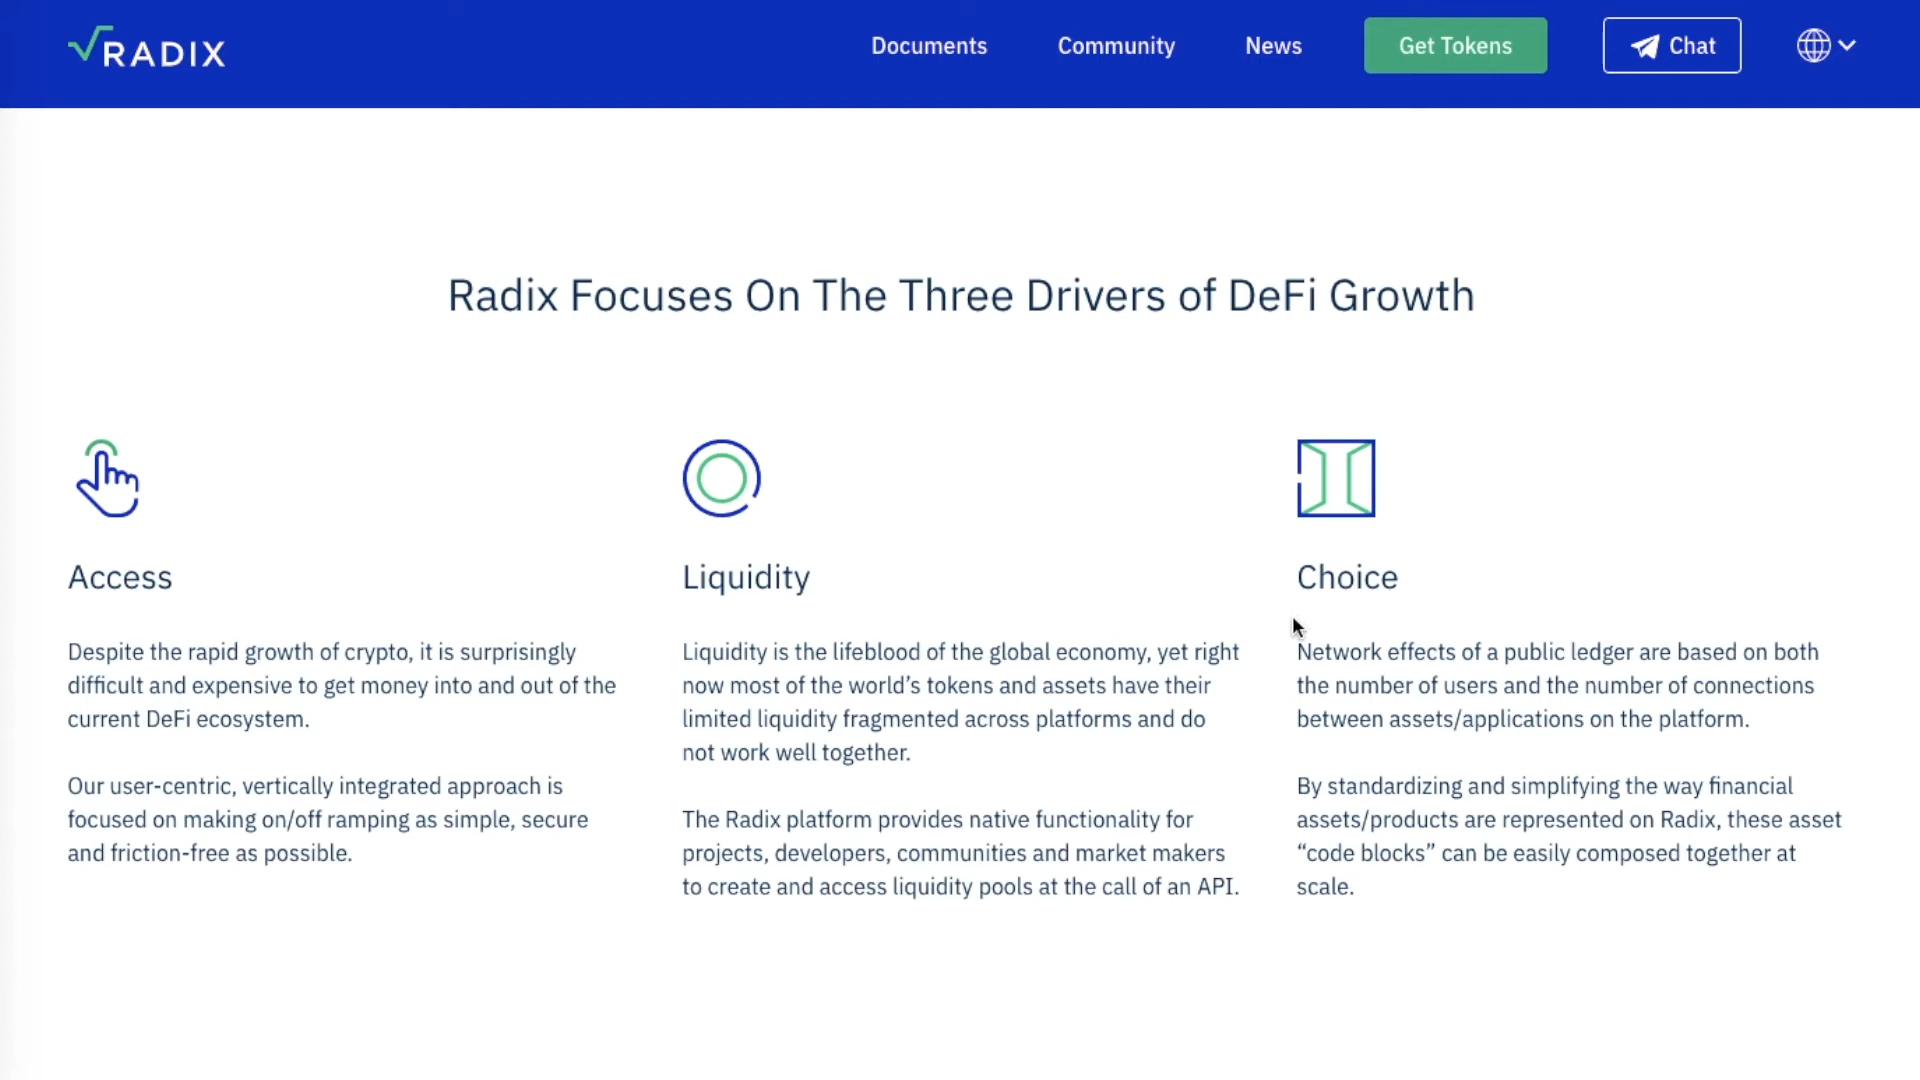 RADIX
Documents
Community
News
Get Tokens
Chat
Radix Focuses On The Three Drivers of DeFi Growth
Access
Despite the rapid growth of crypto, it is surprisingly
difficult and expensive to get money into and out of the
current DeFi ecosystem.
Our user-centric, vertically integrated approach is
focused on making on/off ramping as simple, secure
and friction-free as possible.
Liquidity
Liquidity is the lifeblood of the global economy, yet right
now most of the world’s tokens and assets have their
limited liquidity fragmented across platforms and do
not work well together.
The Radix platform provides native functionality for
projects, developers, communities and market makers
to create and access liquidity pools at the call of an API.
Choice
Network effects of a public ledger are based on both
the number of users and the number of connections
between assets/applications on the platform.
By standardizing and simplifying the way financial
assets/products are represented on Radix, these asset
“code blocks” can be easily composed together at
scale.